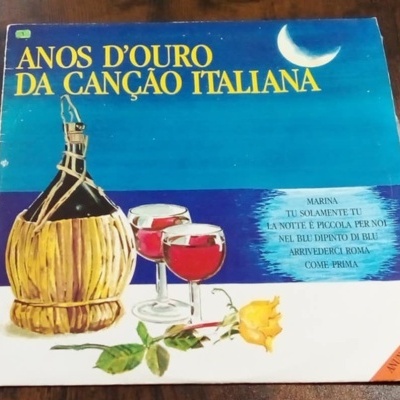 ANOS D'OURO
DA CANÇÃO ITALIANA
MARINA
TU SOLAMENTE TU
LA NOTTE È PICCOLA PER NOI
NEL BLU DIPINTO DI BLU
ARRIVEDERCI ROMA
COME PRIMA